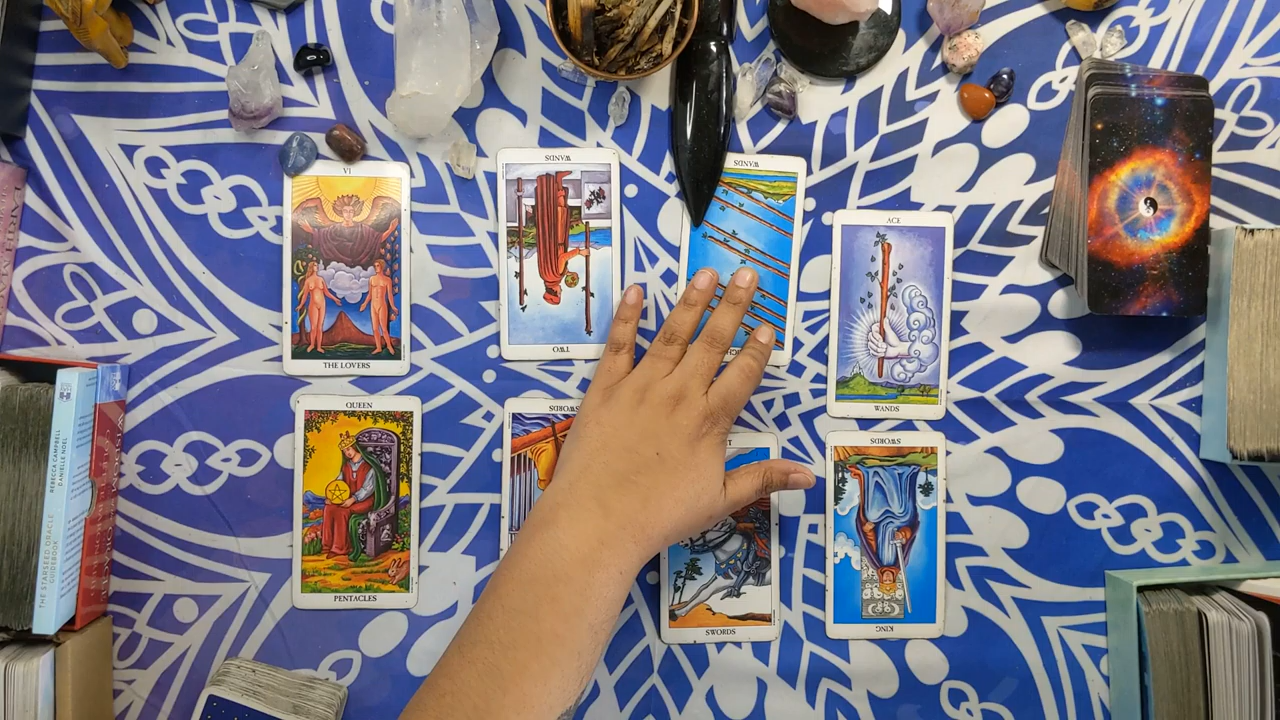 VI
THE LOVERS
WANDS
TWO
WANDS
ACE
WANDS
QUEEN
PENTACLES
SWORDS
SWORDS
SWORDS
KING
REBECCA CAMPBELL
DANIELLE NOEL
THE STARSEED ORACLE
GUIDEBOOK